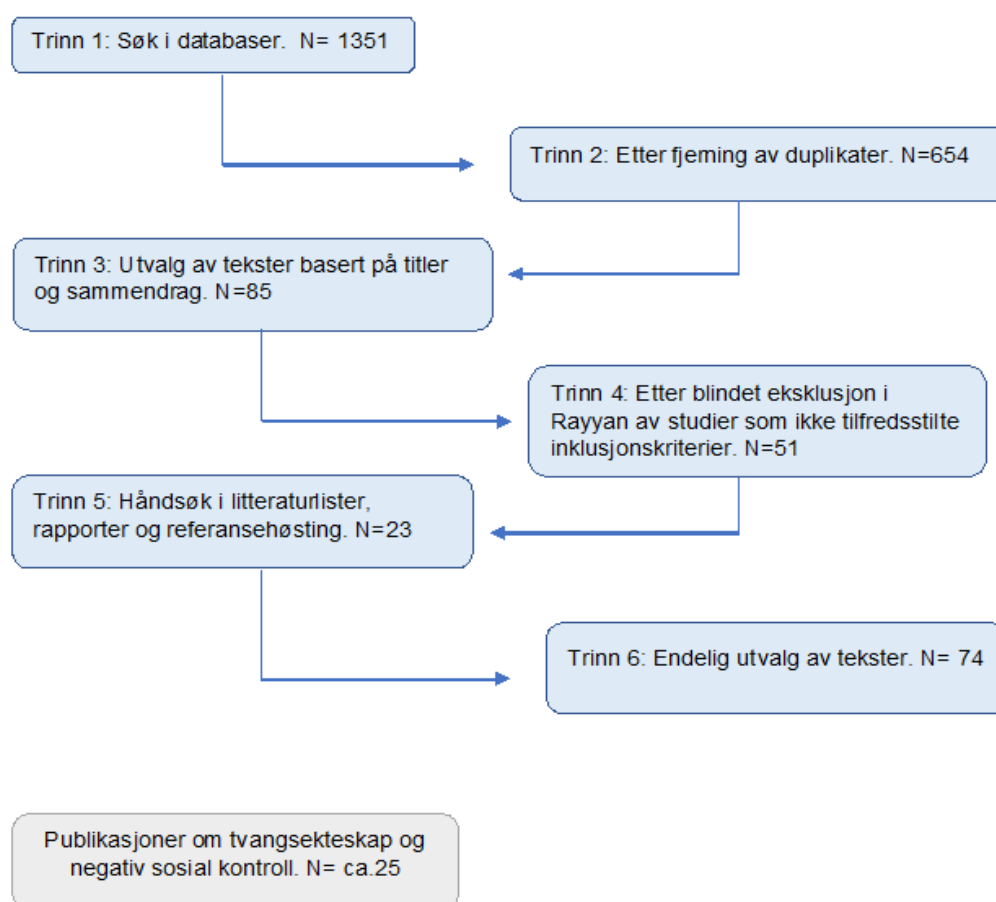 Trinn 1: Søk i databaser.  N= 1351
Trinn 2: Etter fjerning av duplikater. N=654
Trinn 3: Utvalg av tekster basert på titler
og sammendrag. N=85
Trinn 4: Etter blindet eksklusjon i
Rayyan av studier som ikke tilfredsstilte
inklusjonskriterier. N=51
Trinn 5: Håndsøk i litteraturlister,
rapporter og referansehøsting. N=23
Trinn 6: Endelig utvalg av tekster. N= 74
Publikasjoner om tvangsekteskap og
negativ sosial kontroll. N= ca.25